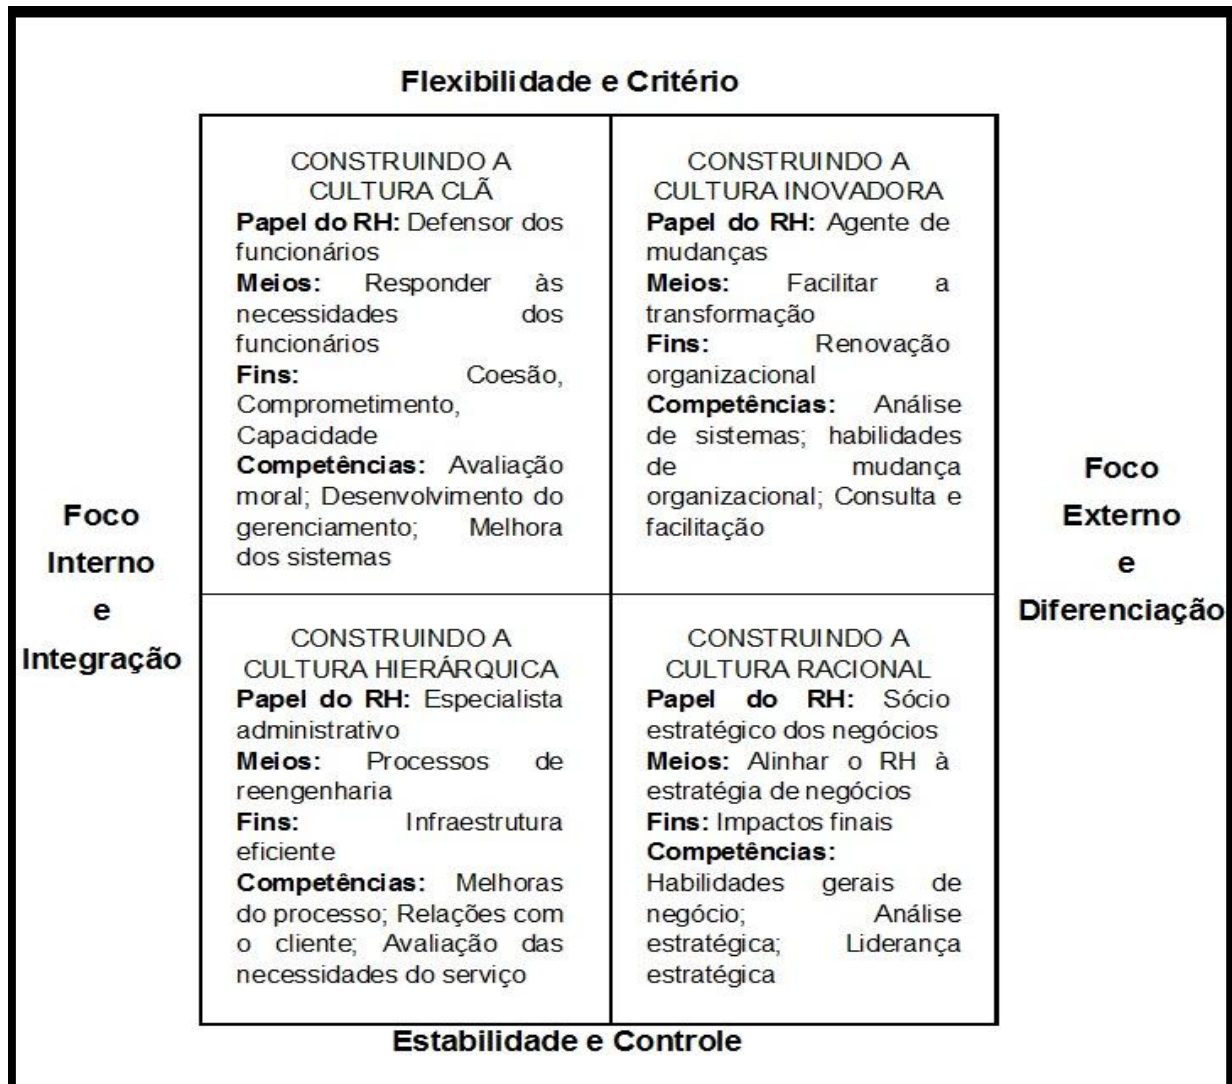 Flexibilidade e Critério
CONSTRUINDO A
CULTURA CLÃ
Papel do RH: Defensor dos
funcionários
Meios: Responder às
necessidades dos
funcionários
Fins: Coesão,
Comprometimento,
Capacidade
Competências: Avaliação
moral; Desenvolvimento do
gerenciamento; Melhora
dos sistemas
CONSTRUINDO A
CULTURA INOVADORA
Papel do RH: Agente de
mudanças
Meios: Facilitar a
transformação
Fins: Renovação
organizacional
Competências: Análise
de sistemas; habilidades
de mudança
organizacional; Consulta e
facilitação
Foco
Interno
e
Integração
Foco
Externo
e
Diferenciação
CONSTRUINDO A
CULTURA HIERÁRQUICA
Papel do RH: Especialista
administrativo
Meios: Processos de
reengenharia
Fins: Infraestrutura
eficiente
Competências: Melhoras
do processo; Relações com
o cliente; Avaliação das
necessidades do serviço
CONSTRUINDO A
CULTURA RACIONAL
Papel do RH: Sócio
estratégico dos negócios
Meios: Alinhar o RH à
estratégia de negócios
Fins: Impactos finais
Competências:
Habilidades gerais de
negócio; Análise
estratégica; Liderança
estratégica
Estabilidade e Controle